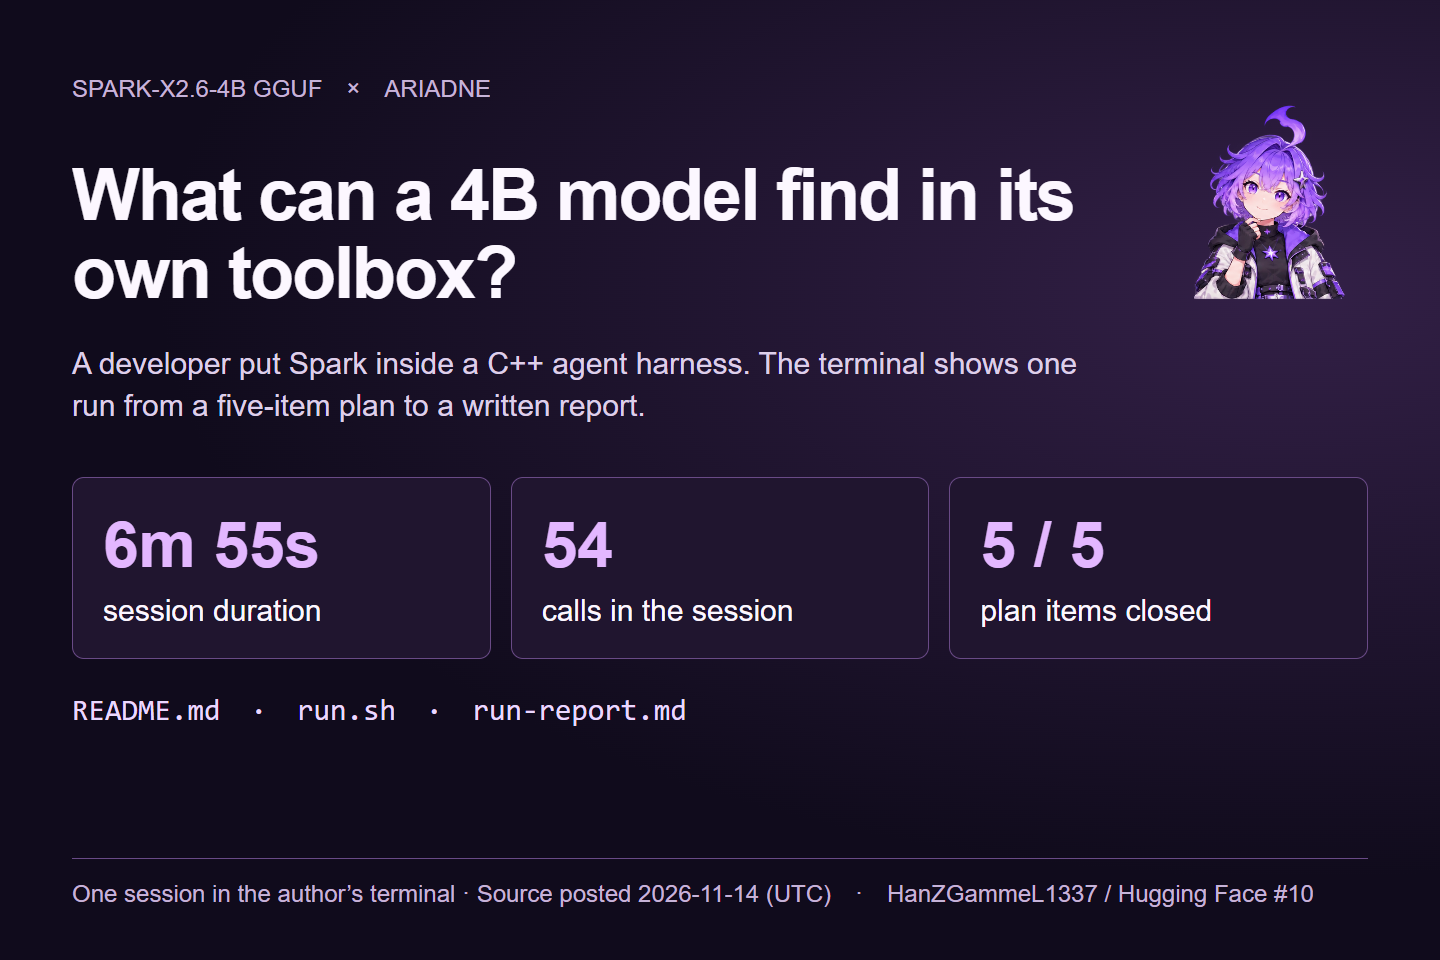 SPARK-X2.6-4B GGUF × ARIADNE
What can a 4B model find in its
own toolbox?
A developer put Spark inside a C++ agent harness. The terminal shows one
run from a five-item plan to a written report.
6m 55s
session duration
54
calls in the session
5 / 5
plan items closed
README.md · run.sh · run-report.md
One session in the author’s terminal · Source posted 2026-11-14 (UTC) · HanZGammeL1337 / Hugging Face #10